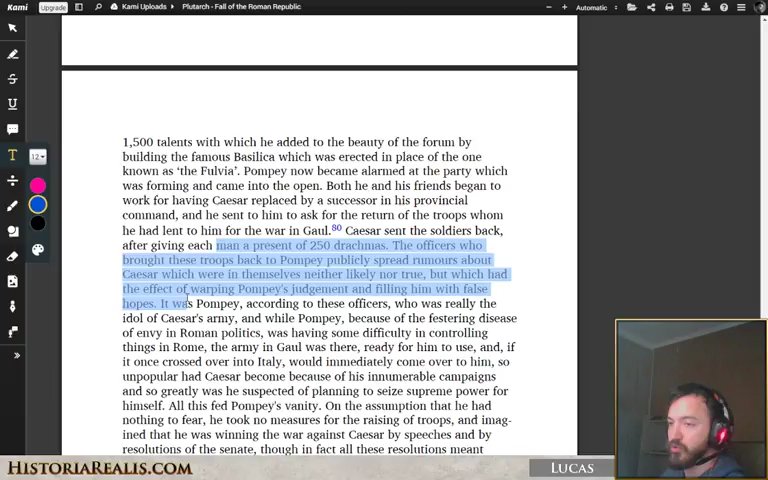 Kami Upgrade Kami Uploads Plutarch - Fall of the Roman Republic Automatic
12
1,500 talents with which he added to the beauty of the forum by
building the famous Basilica which was erected in place of the one
known as ‘the Fulvia’. Pompey now became alarmed at the party which
was forming and came into the open. Both he and his friends began to
work for having Caesar replaced by a successor in his provincial
command, and he sent to him to ask for the return of the troops whom
he had lent to him for the war in Gaul.80 Caesar sent the soldiers back,
after giving each man a present of 250 drachmas. The officers who
brought these troops back to Pompey publicly spread rumours about
Caesar which were in themselves neither likely nor true, but which had
the effect of warping Pompey's judgement and filling him with false
hopes. It was Pompey, according to these officers, who was really the
idol of Caesar's army, and while Pompey, because of the festering disease
of envy in Roman politics, was having some difficulty in controlling
things in Rome, the army in Gaul was there, ready for him to use, and, if
it once crossed over into Italy, would immediately come over to him, so
unpopular had Caesar become because of his innumerable campaigns
and so greatly was he suspected of planning to seize supreme power for
himself. All this fed Pompey's vanity. On the assumption that he had
nothing to fear, he took no measures for the raising of troops, and imag-
ined that he was winning the war against Caesar by speeches and by
resolutions of the senate, though in fact all these resolutions meant
HISTORIAREALIS.COM
LUCAS